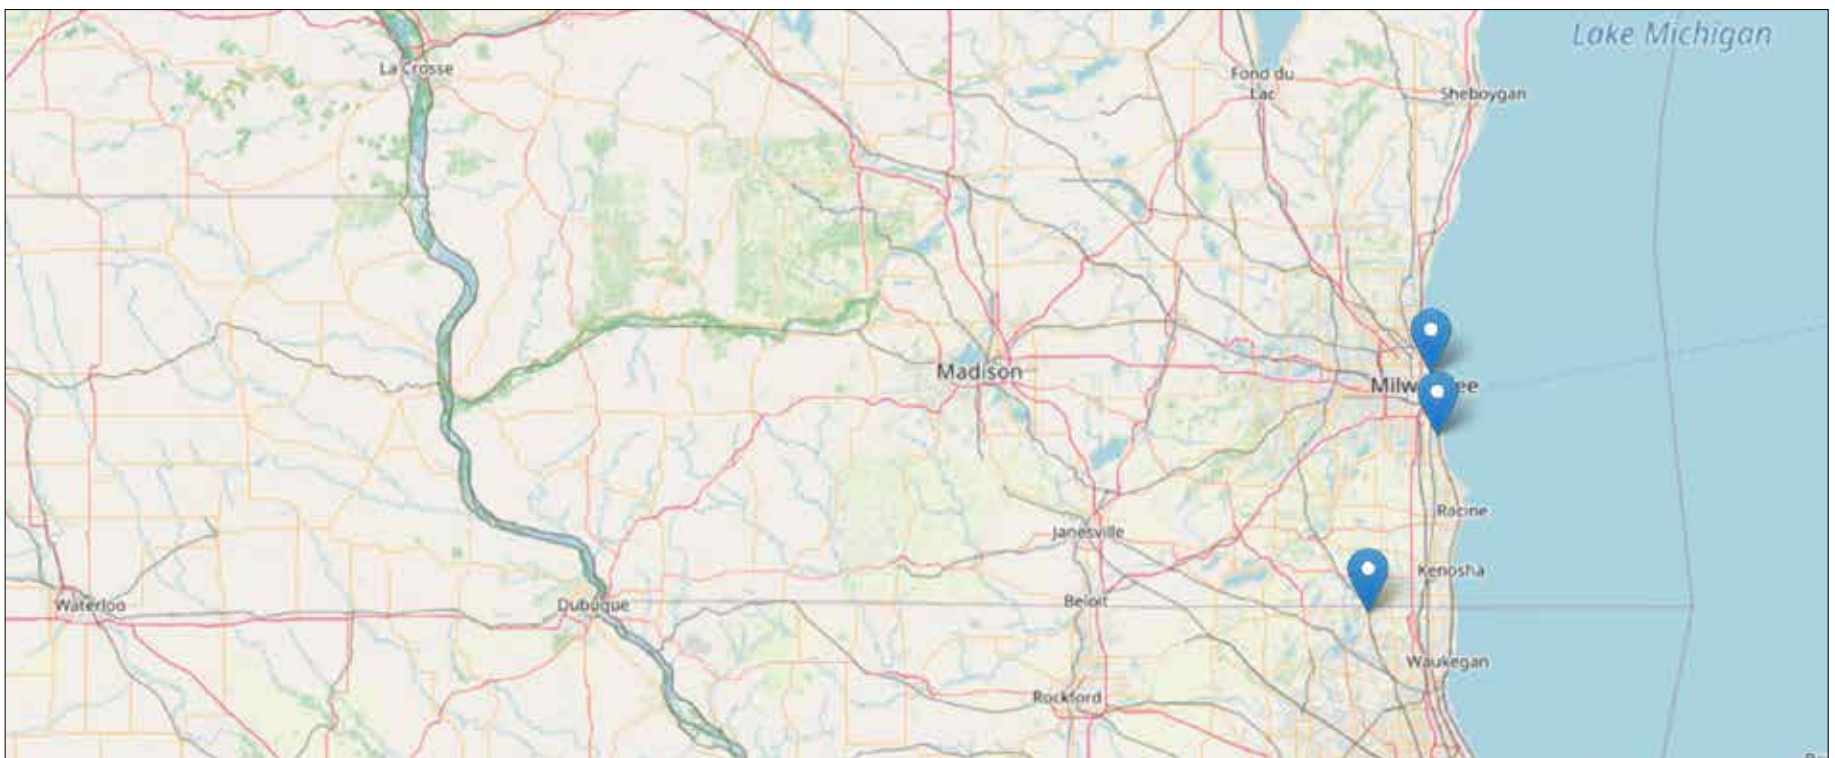 Lake Michigan
La Crosse
Fond du
Lac
Sheboygan
Madison
Racine
Janesville
Kenosha
Waterloo
Dubuque
Beloit
Waukegan
Rockford